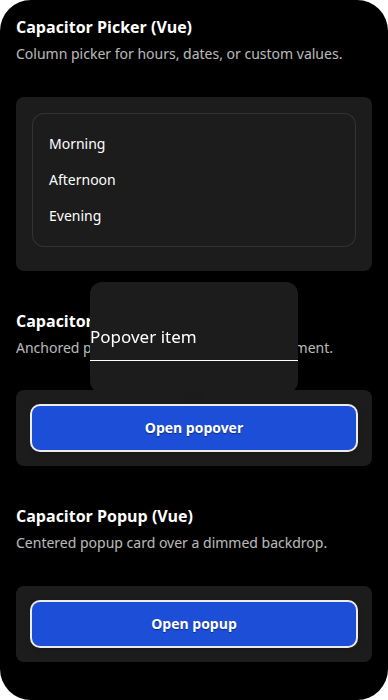 Capacitor Picker (Vue)
Column picker for hours, dates, or custom values.
Morning
Afternoon
Evening
Capacitor
Popover item
Anchored
ment.
Open popover
Capacitor Popup (Vue)
Centered popup card over a dimmed backdrop.
Open popup